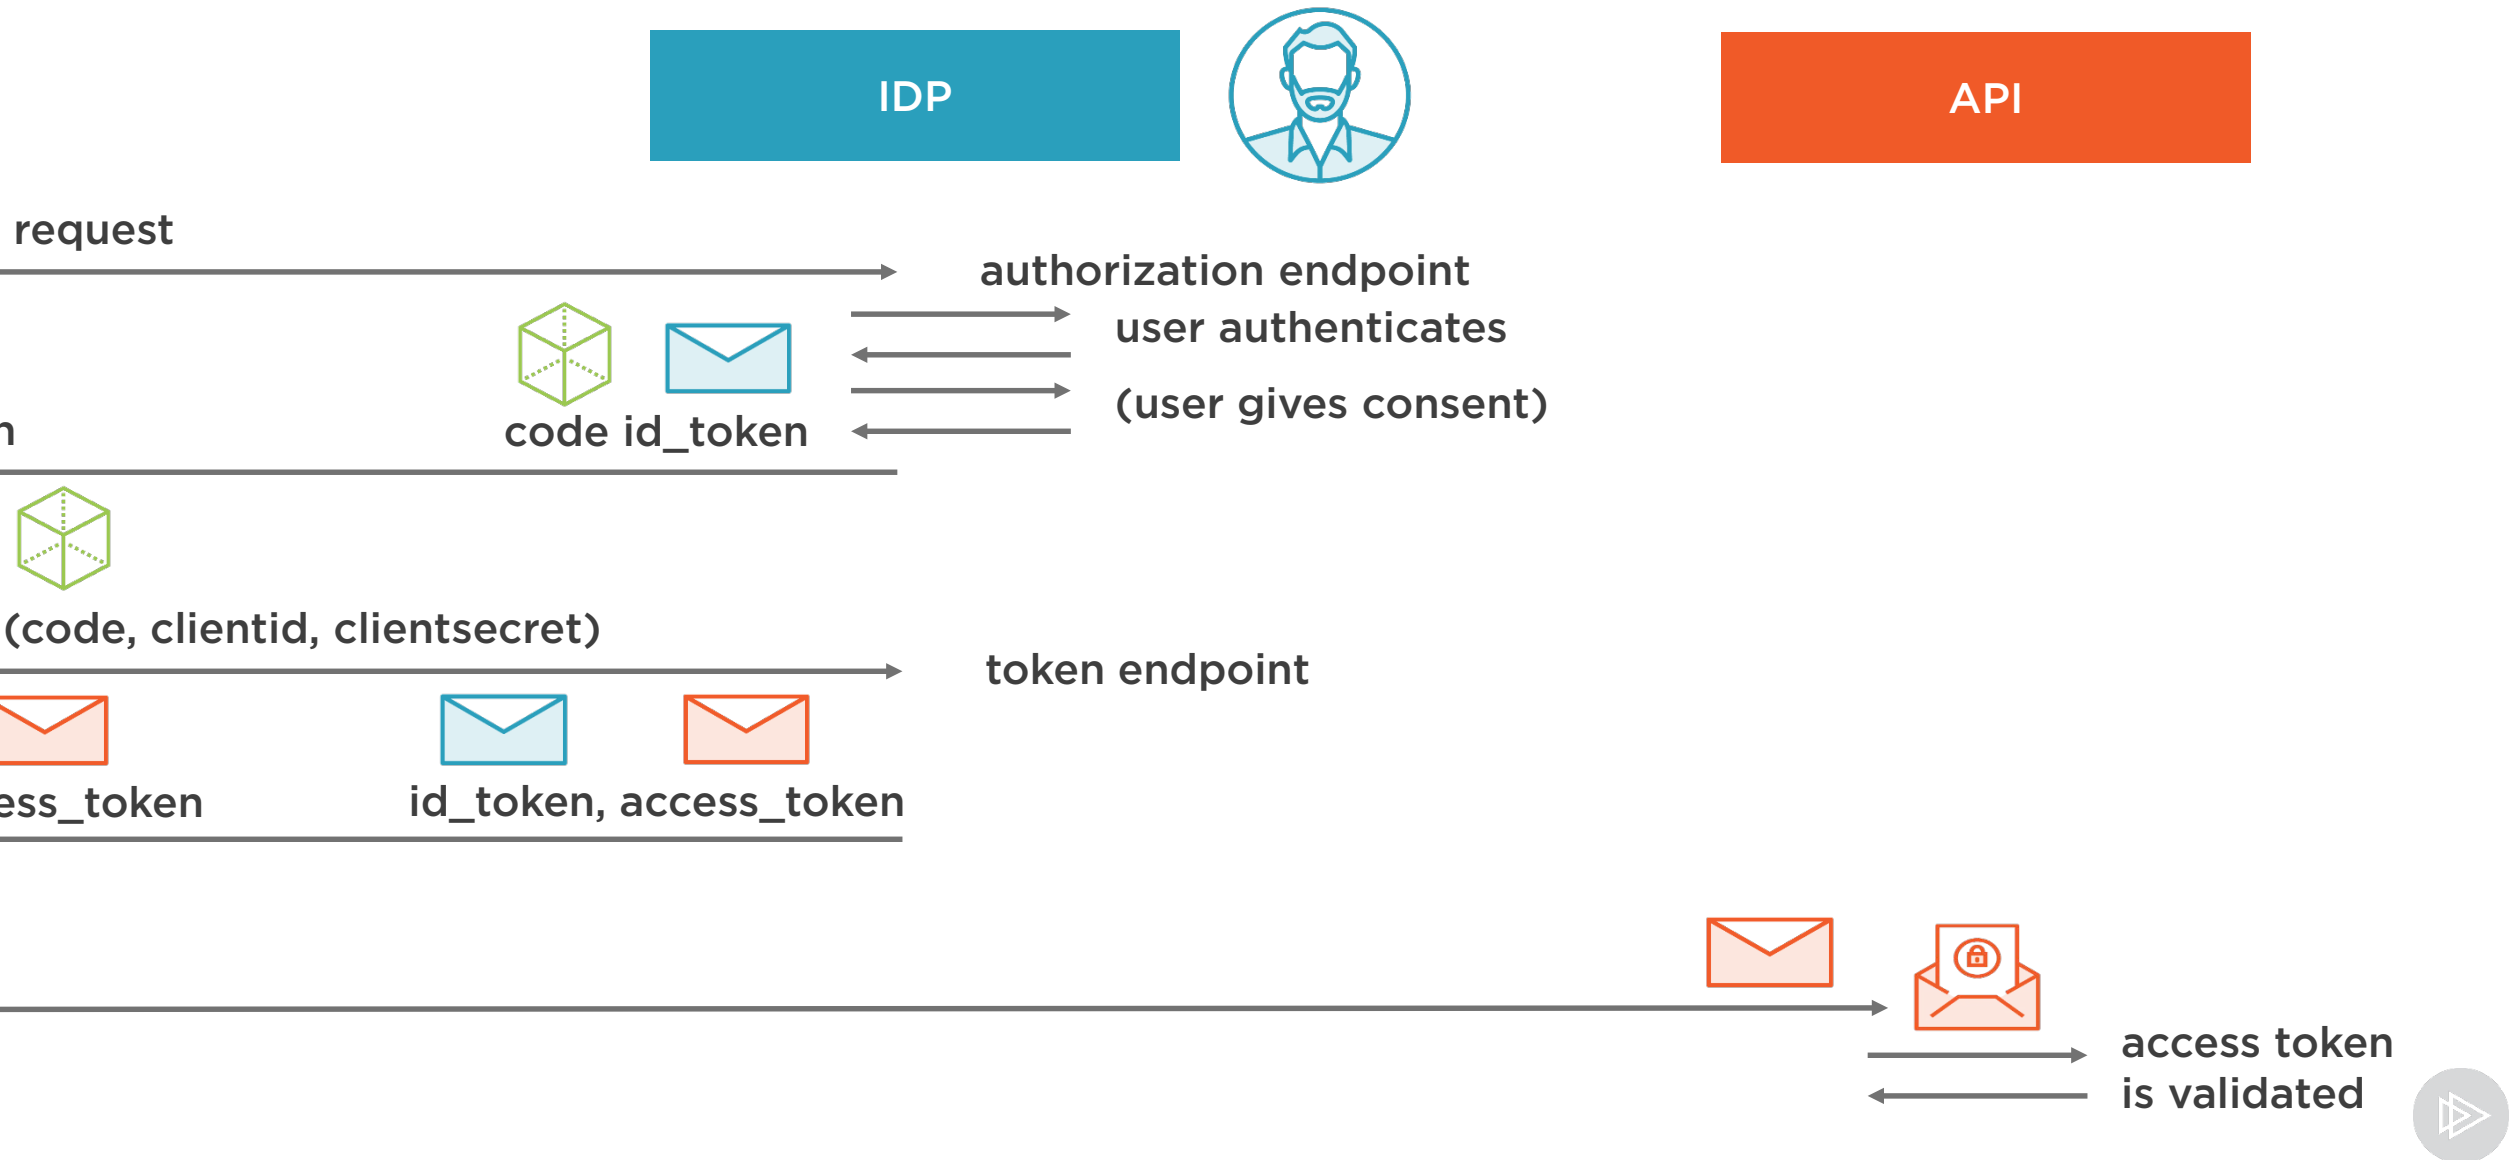 IDP
API
request
authorization endpoint
user authenticates
(user gives consent)
code id_token
(code, clientid, clientsecret)
token endpoint
ess_token
id_token, access_token
access token
is validated